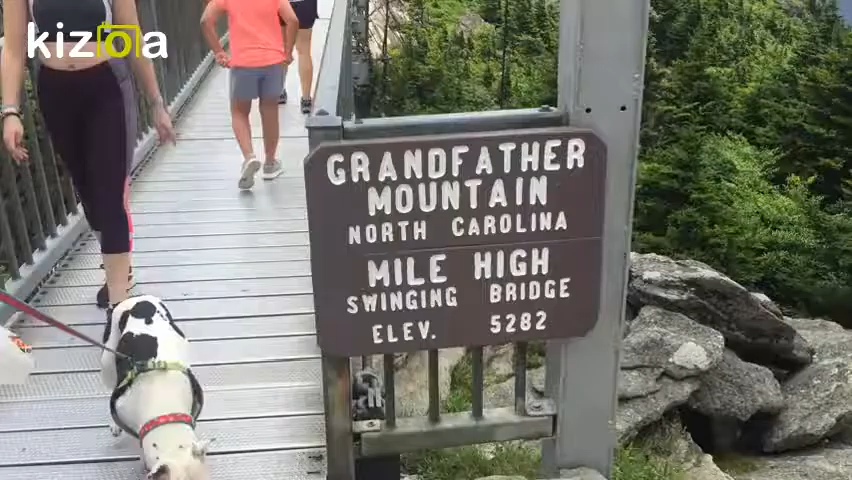 kizoa
GRANDFATHER
MOUNTAIN
NORTH CAROLINA
MILE HIGH
SWINGING BRIDGE
ELEV. 5282